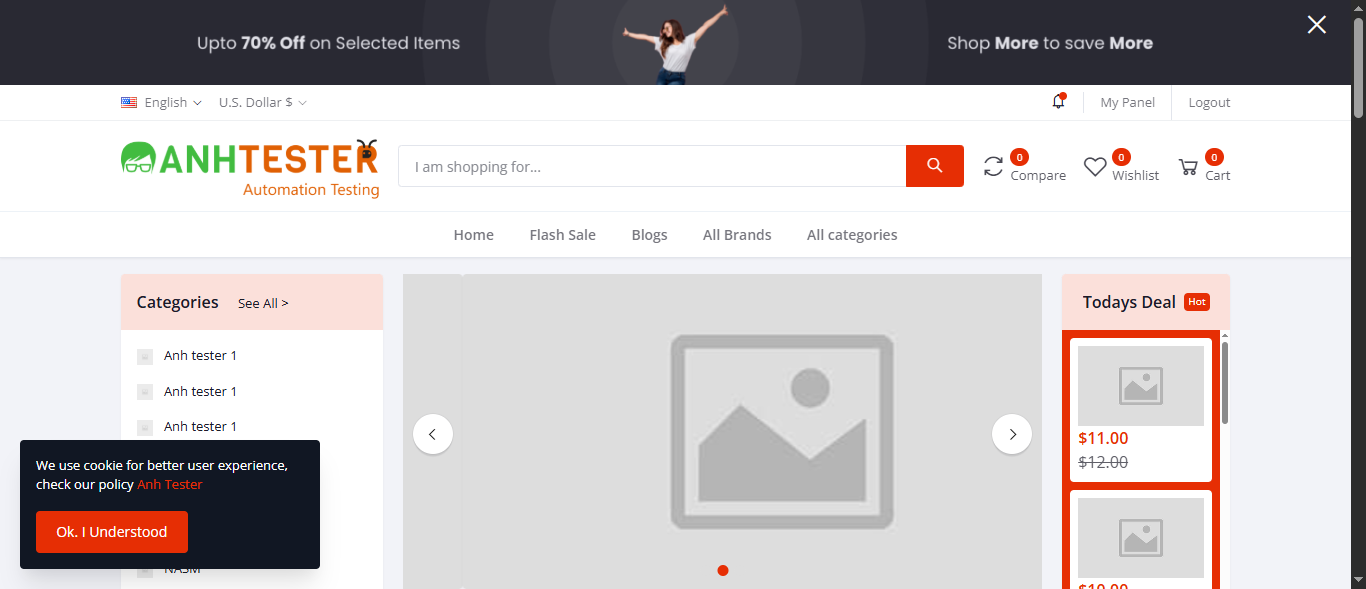 Upto 70% Off on Selected Items
Shop More to save More
English
U.S. Dollar $
My Panel
Logout
ANHTESTER
Automation Testing
I am shopping for...
0
Compare
0
Wishlist
0
Cart
Home
Flash Sale
Blogs
All Brands
All categories
Categories
See All >
Anh tester 1
Anh tester 1
Anh tester 1
We use cookie for better user experience,
check our policy Anh Tester
Ok. I Understood
NASM
Todays Deal
Hot
$11.00
$12.00
$10.00